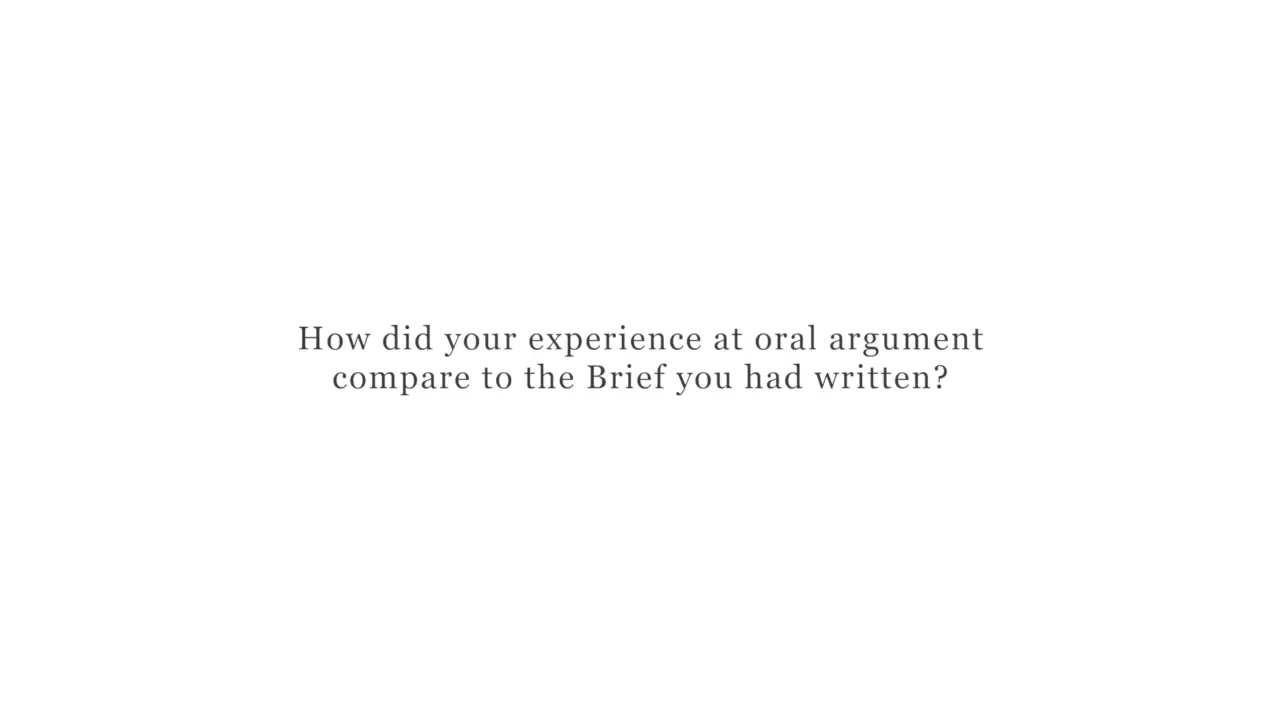 How did your experience at oral argument
compare to the Brief you had written?